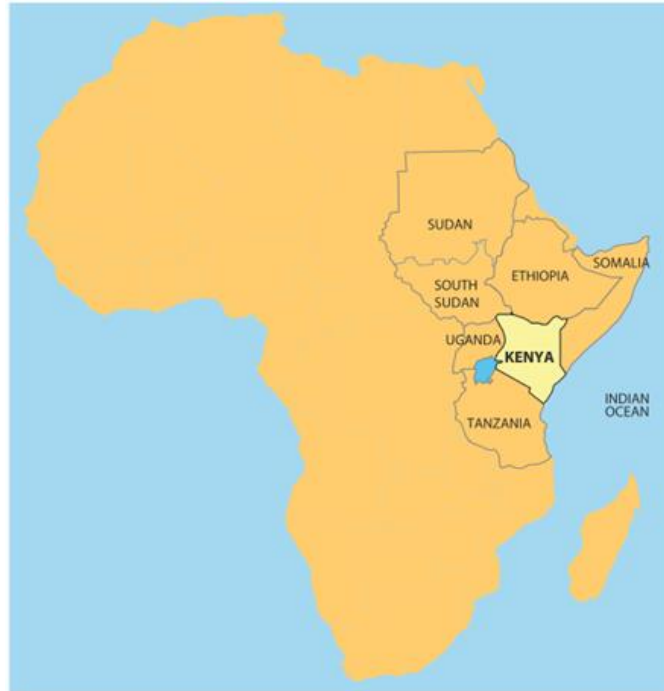 SUDAN
SOMALIA
ETHIOPIA
SOUTH
SUDAN
UGANDA
KENYA
INDIAN
OCEAN
TANZANIA